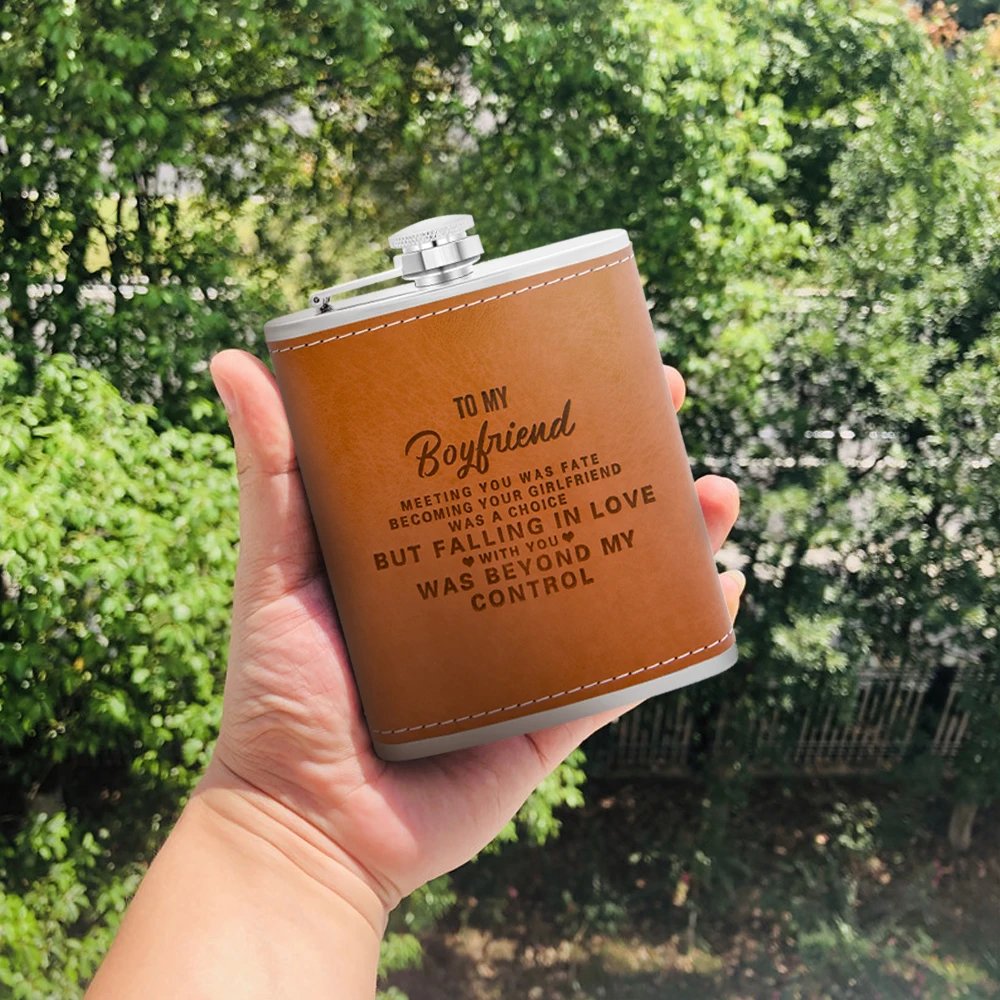 TO MY
Boyfriend
MEETING YOU WAS FATE
BECOMING YOUR GIRLFRIEND
WAS A CHOICE
BUT FALLING IN LOVE
♥WITH YOU♥
WAS BEYOND MY
CONTROL